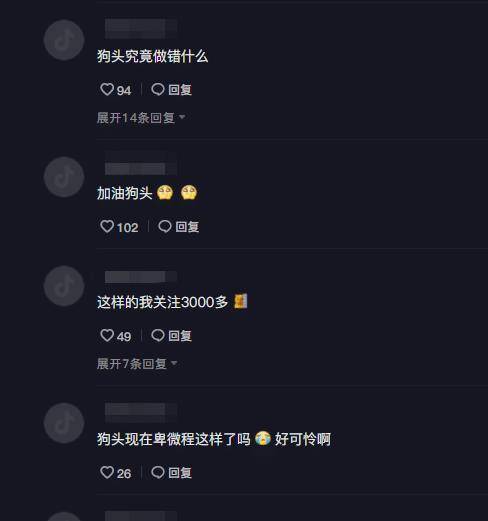 狗头究竟做错什么
94 回复
展开14条回复
加油狗头
102 回复
这样的我关注3000多
49 回复
展开7条回复
狗头现在卑微程这样了吗 好可怜啊
26 回复